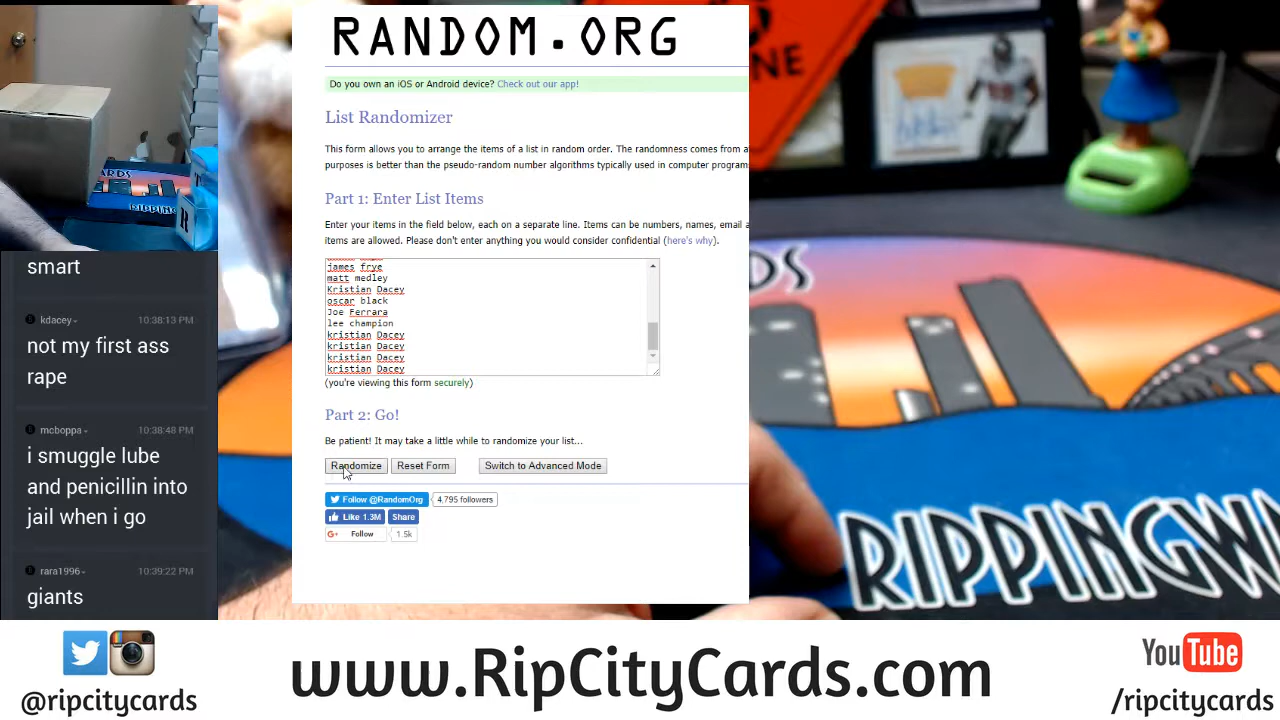 RANDOM.ORG
Do you own an iOS or Android device? Check out our app!
List Randomizer
This form allows you to arrange the items of a list in random order. The randomness comes from a
purposes is better than the pseudo-random number algorithms typically used in computer program
Part 1: Enter List Items
Enter your items in the field below, each on a separate line. Items can be numbers, names, email a
items are allowed. Please don't enter anything you would consider confidential (here's why).
james frye
matt medley
Kristian Dacey
oscar black
Joe Ferrara
lee champion
kristian Dacey
kristian Dacey
kristian Dacey
kristian Dacey
(you're viewing this form securely)
Part 2: Go!
Be patient! It may take a little while to randomize your list...
Randomize Reset Form Switch to Advanced Mode
Follow @RandomOrg 4,795 followers
Like 1.3M Share
G+ Follow 1.5k
smart
kdacey 10:38:13 PM
not my first ass
rape
mcboppa 10:38:48 PM
i smuggle lube
and penicillin into
jail when i go
rara1996 10:39:22 PM
giants
RIPPINGW
@ripcitycards
www.RipCityCards.com
YouTube
/ripcitycards